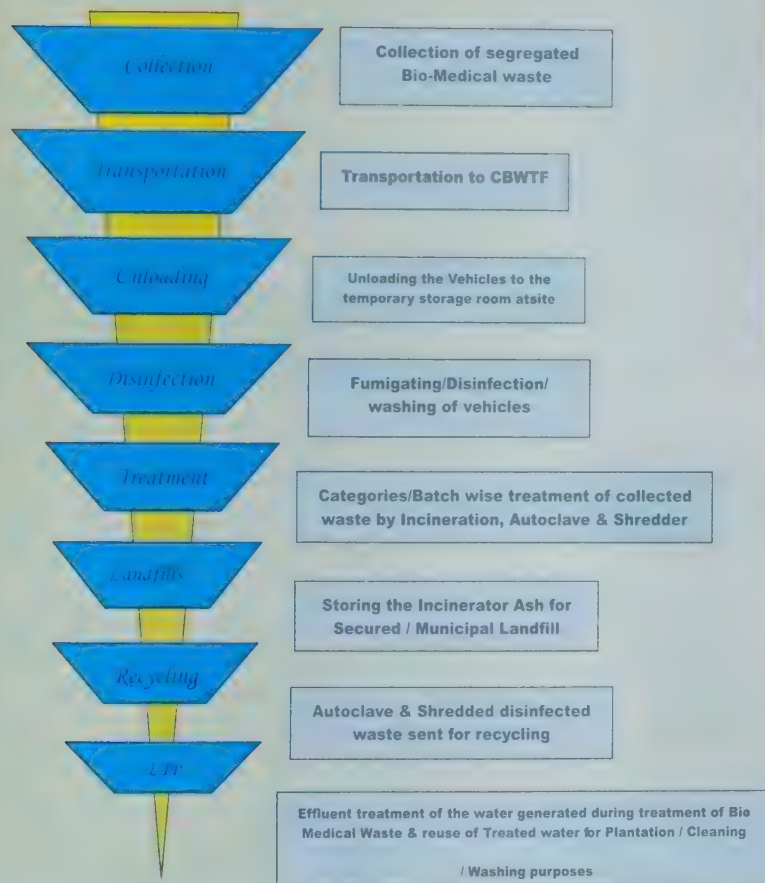 Collection
Collection of segregated
Bio-Medical waste
Transportation
Transportation to CBWTF
Unloading
Unloading the Vehicles to the
temporary storage room atsite
Disinfection
Fumigating/Disinfection/
washing of vehicles
Treatment
Categories/Batch wise treatment of collected
waste by Incineration, Autoclave & Shredder
Landfills
Storing the Incinerator Ash for
Secured / Municipal Landfill
Recycling
Autoclave & Shredded disinfected
waste sent for recycling
ETP
Effluent treatment of the water generated during treatment of Bio
Medical Waste & reuse of Treated water for Plantation / Cleaning
/ Washing purposes